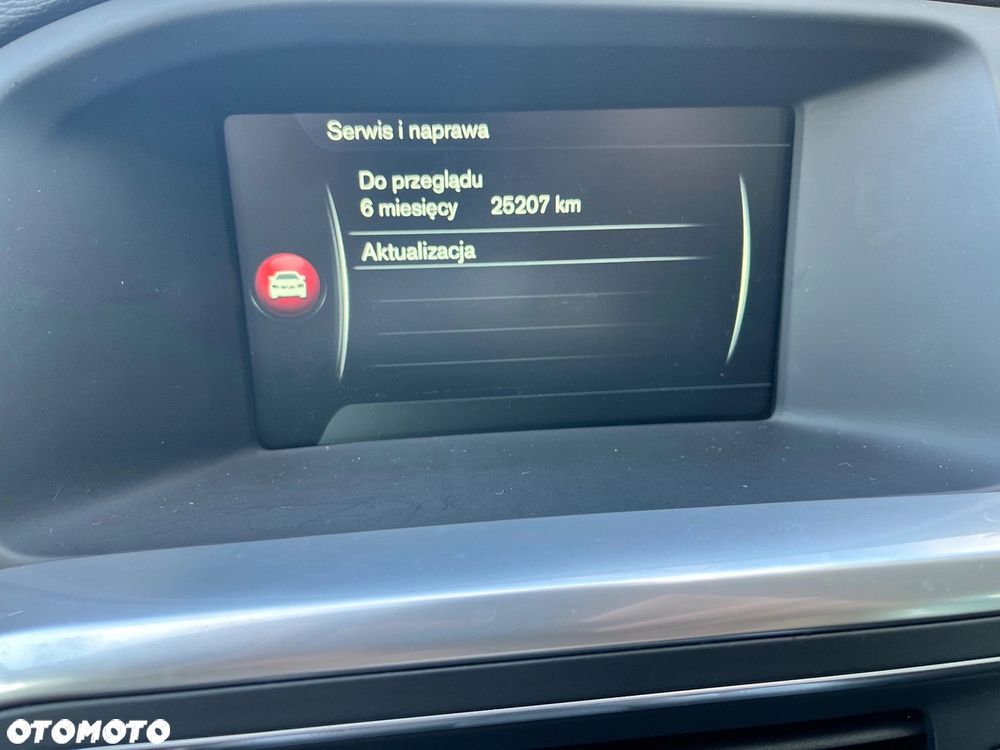 Serwis i naprawa
Do przeglądu
6 miesięcy 25207 km
Aktualizacja
OTOMOTO